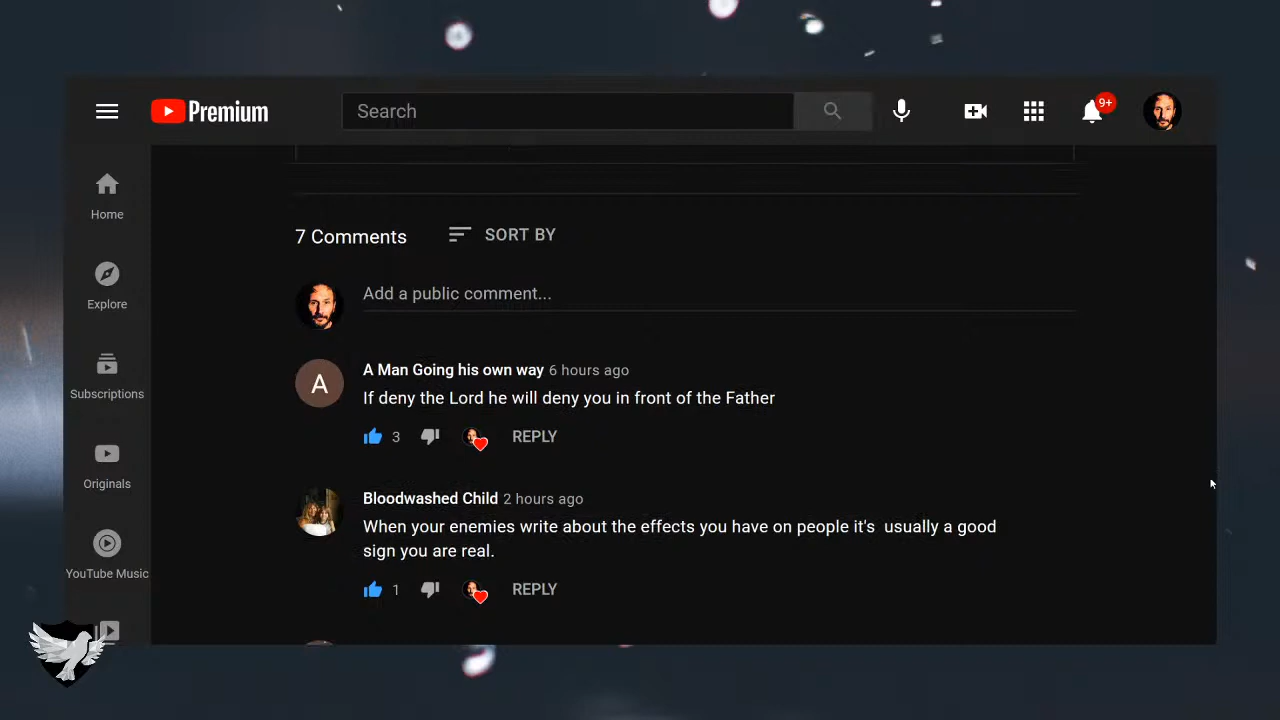 Premium
Search
9+
Home
7 Comments
SORT BY
Explore
Add a public comment...
Subscriptions
A
A Man Going his own way 6 hours ago
If deny the Lord he will deny you in front of the Father
3
REPLY
Originals
Bloodwashed Child 2 hours ago
When your enemies write about the effects you have on people it's  usually a good
sign you are real.
YouTube Music
1
REPLY